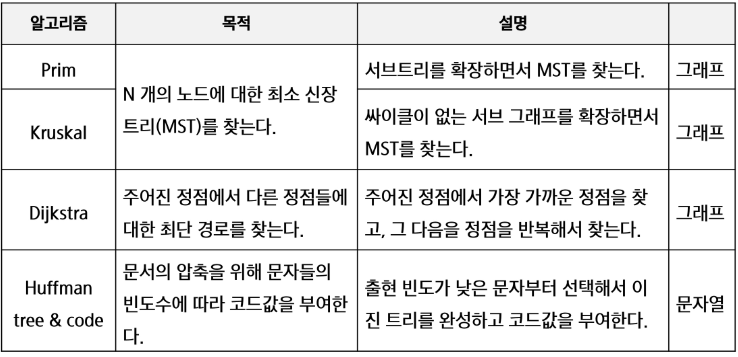 알고리즘 목적 설명
Prim
N 개의 노드에 대한 최소 신장
트리(MST)를 찾는다.
서브트리를 확장하면서 MST를 찾는다. 그래프
Kruskal
싸이클이 없는 서브 그래프를 확장하면서
MST를 찾는다.
그래프
Dijkstra
주어진 정점에서 다른 정점들에
대한 최단 경로를 찾는다.
주어진 정점에서 가장 가까운 정점을 찾
고, 그 다음을 정점을 반복해서 찾는다.
그래프
Huffman
tree & code
문서의 압축을 위해 문자들의
빈도수에 따라 코드값을 부여한
다.
출현 빈도가 낮은 문자부터 선택해서 이
진 트리를 완성하고 코드값을 부여한다.
문자열